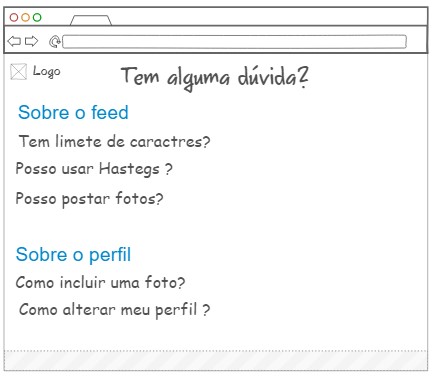 Logo
Tem alguma dúvida?
Sobre o feed
Tem limete de caractres?
Posso usar Hastegs ?
Posso postar fotos?
Sobre o perfil
Como incluir uma foto?
Como alterar meu perfil ?